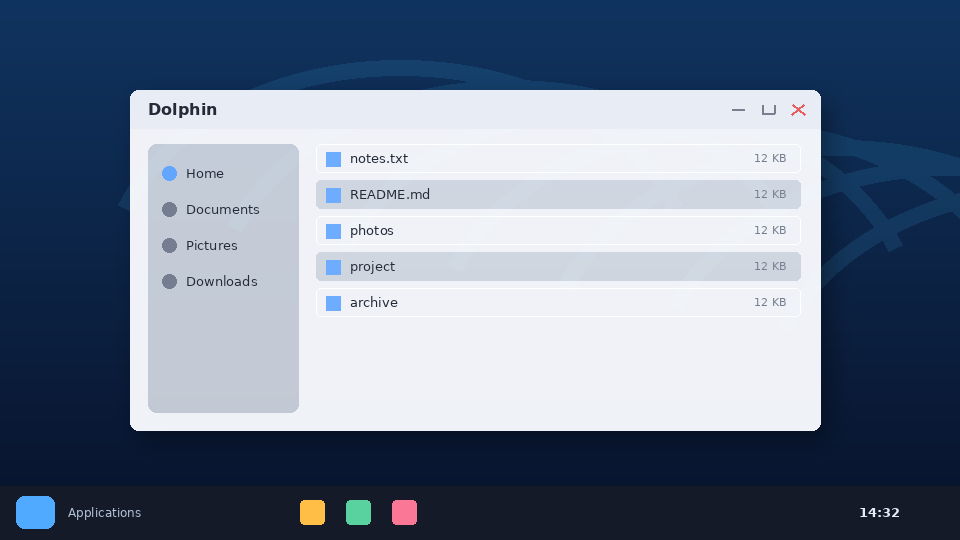 Dolphin
Home
Documents
Pictures
Downloads
notes.txt 12 KB
README.md 12 KB
photos 12 KB
project 12 KB
archive 12 KB
Applications
14:32